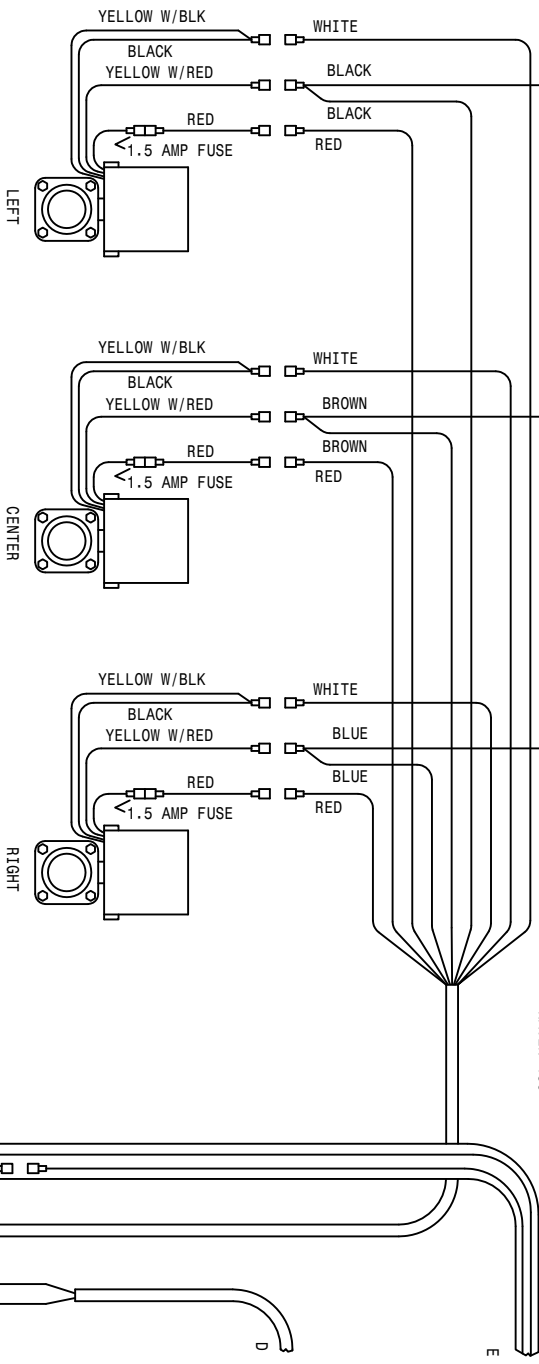 YELLOW W/BLK
WHITE
BLACK
YELLOW W/RED
BLACK
RED
BLACK
1.5 AMP FUSE
RED
LEFT
YELLOW W/BLK
WHITE
BLACK
YELLOW W/RED
BROWN
RED
BROWN
1.5 AMP FUSE
RED
CENTER
YELLOW W/BLK
WHITE
BLACK
YELLOW W/RED
BLUE
RED
BLUE
1.5 AMP FUSE
RED
RIGHT
D
E